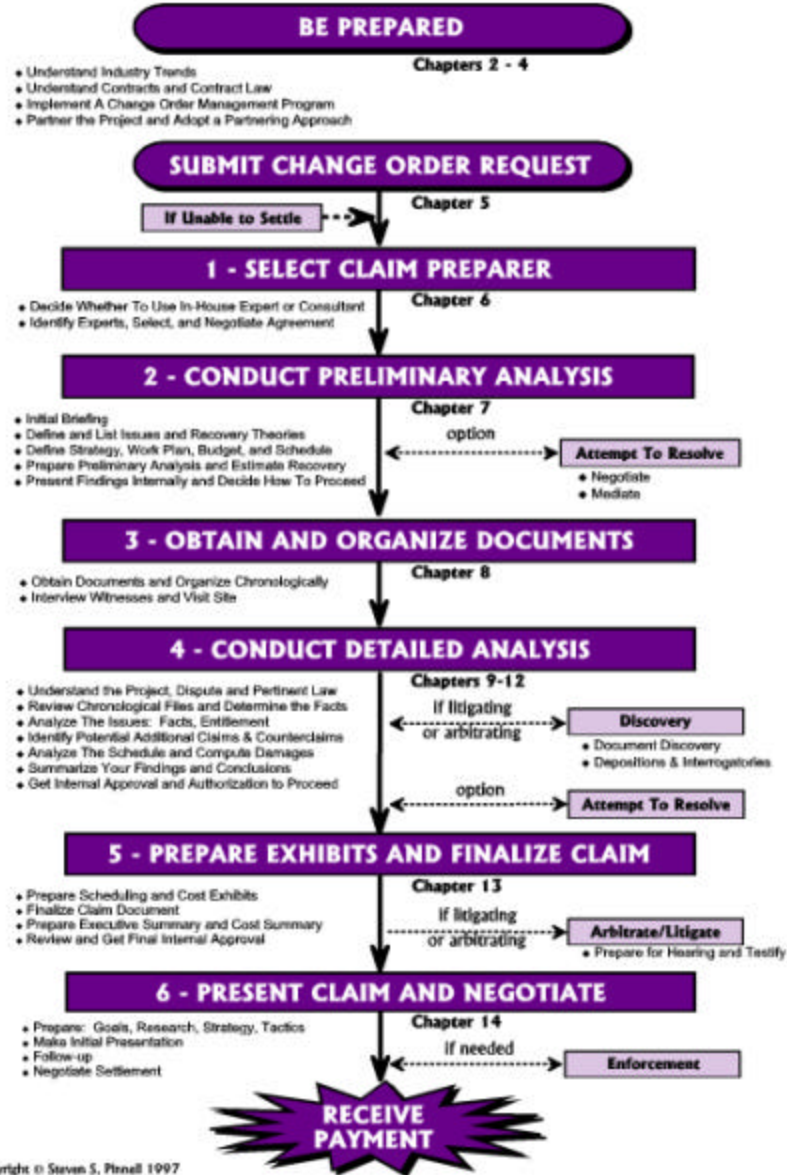 BE PREPARED
Chapters 2 - 4
◆ Understand Industry Trends
◆ Understand Contracts and Contract Law
◆ Implement A Change Order Management Program
◆ Partner the Project and Adopt a Partnering Approach
SUBMIT CHANGE ORDER REQUEST
Chapter 5
If Unable to Settle
1 - SELECT CLAIM PREPARER
Chapter 6
◆ Decide Whether To Use In-House Expert or Consultant
◆ Identify Experts, Select, and Negotiate Agreement
2 - CONDUCT PRELIMINARY ANALYSIS
Chapter 7
◆ Initial Briefing
◆ Define and List Issues and Recovery Theories
◆ Define Strategy, Work Plan, Budget, and Schedule
◆ Prepare Preliminary Analysis and Estimate Recovery
◆ Present Findings Internally and Decide How To Proceed
option
Attempt To Resolve
◆ Negotiate
◆ Mediate
3 - OBTAIN AND ORGANIZE DOCUMENTS
Chapter 8
◆ Obtain Documents and Organize Chronologically
◆ Interview Witnesses and Visit Site
4 - CONDUCT DETAILED ANALYSIS
Chapters 9-12
◆ Understand the Project, Dispute and Pertinent Law
◆ Review Chronological Files and Determine the Facts
◆ Analyze The Issues: Facts, Entitlement
◆ Identify Potential Additional Claims & Counterclaims
◆ Analyze The Schedule and Compute Damages
◆ Summarize Your Findings and Conclusions
◆ Get Internal Approval and Authorization to Proceed
if litigating
or arbitrating
Discovery
◆ Document Discovery
◆ Depositions & Interrogatories
option
Attempt To Resolve
5 - PREPARE EXHIBITS AND FINALIZE CLAIM
Chapter 13
◆ Prepare Scheduling and Cost Exhibits
◆ Finalize Claim Document
◆ Prepare Executive Summary and Cost Summary
◆ Review and Get Final Internal Approval
if litigating
or arbitrating
Arbitrate/Litigate
◆ Prepare for Hearing and Testify
6 - PRESENT CLAIM AND NEGOTIATE
Chapter 14
◆ Prepare: Goals, Research, Strategy, Tactics
◆ Make Initial Presentation
◆ Follow-up
◆ Negotiate Settlement
if needed
Enforcement
RECEIVE
PAYMENT
right © Steven S. Pinnell 1997